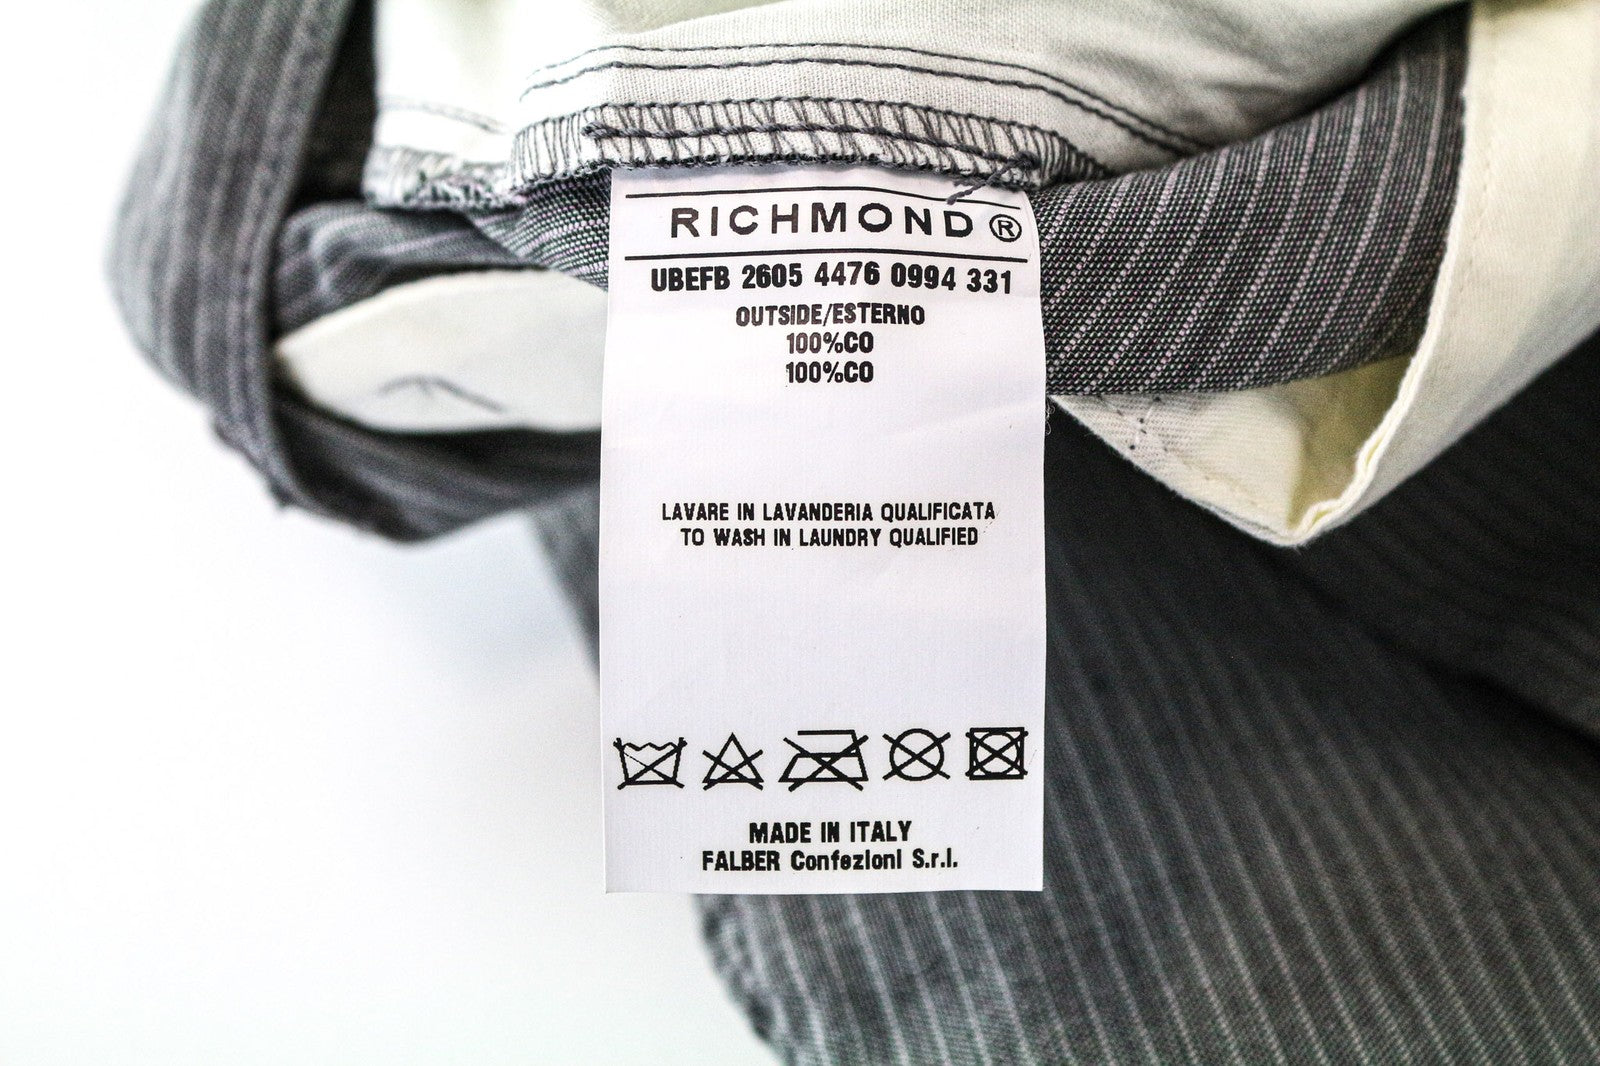 RICHMOND®
UBEFB 2605 4476 0994 331
OUTSIDE/ESTERNO
100%CO
100%CO
LAVARE IN LAVANDERIA QUALIFICATA
TO WASH IN LAUNDRY QUALIFIED
MADE IN ITALY
FALBER Confezioni S.r.l.